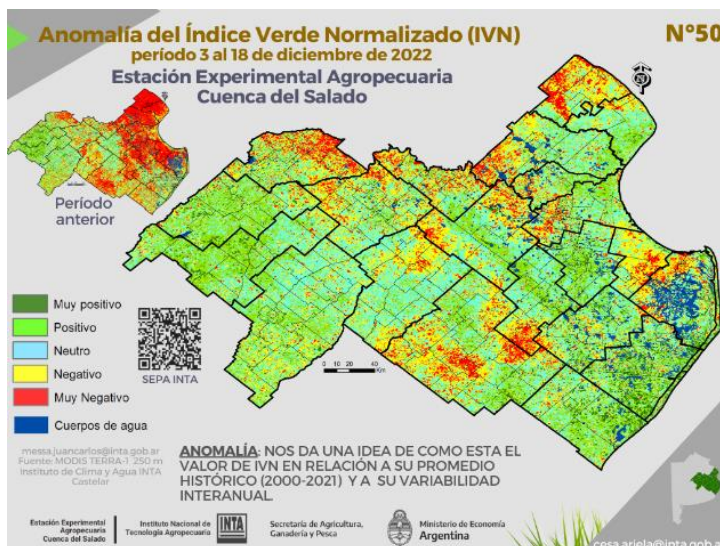 Anomalía del Índice Verde Normalizado (IVN)
N°50
período 3 al 18 de diciembre de 2022
Estación Experimental Agropecuaria
Cuenca del Salado
Período
anterior
Muy positivo
Positivo
Neutro
Negativo
Muy Negativo
Cuerpos de agua
SEPA INTA
0 10 20 40
Km
messa.juancarlos@inta.gob.ar
Fuente: MODIS TERRA-1 250 m
Instituto de Clima y Agua INTA
Castelar
ANOMALÍA: NOS DA UNA IDEA DE COMO ESTA EL
VALOR DE IVN EN RELACIÓN A SU PROMEDIO
HISTÓRICO (2000-2021) Y A SU VARIABILIDAD
INTERANUAL.
Estación Experimental
Agropecuaria
Cuenca del Salado
Instituto Nacional de
Tecnología Agropecuaria
INTA
Secretaría de Agricultura,
Ganadería y Pesca
Ministerio de Economía
Argentina
cesa.ariela@inta.gob.ar